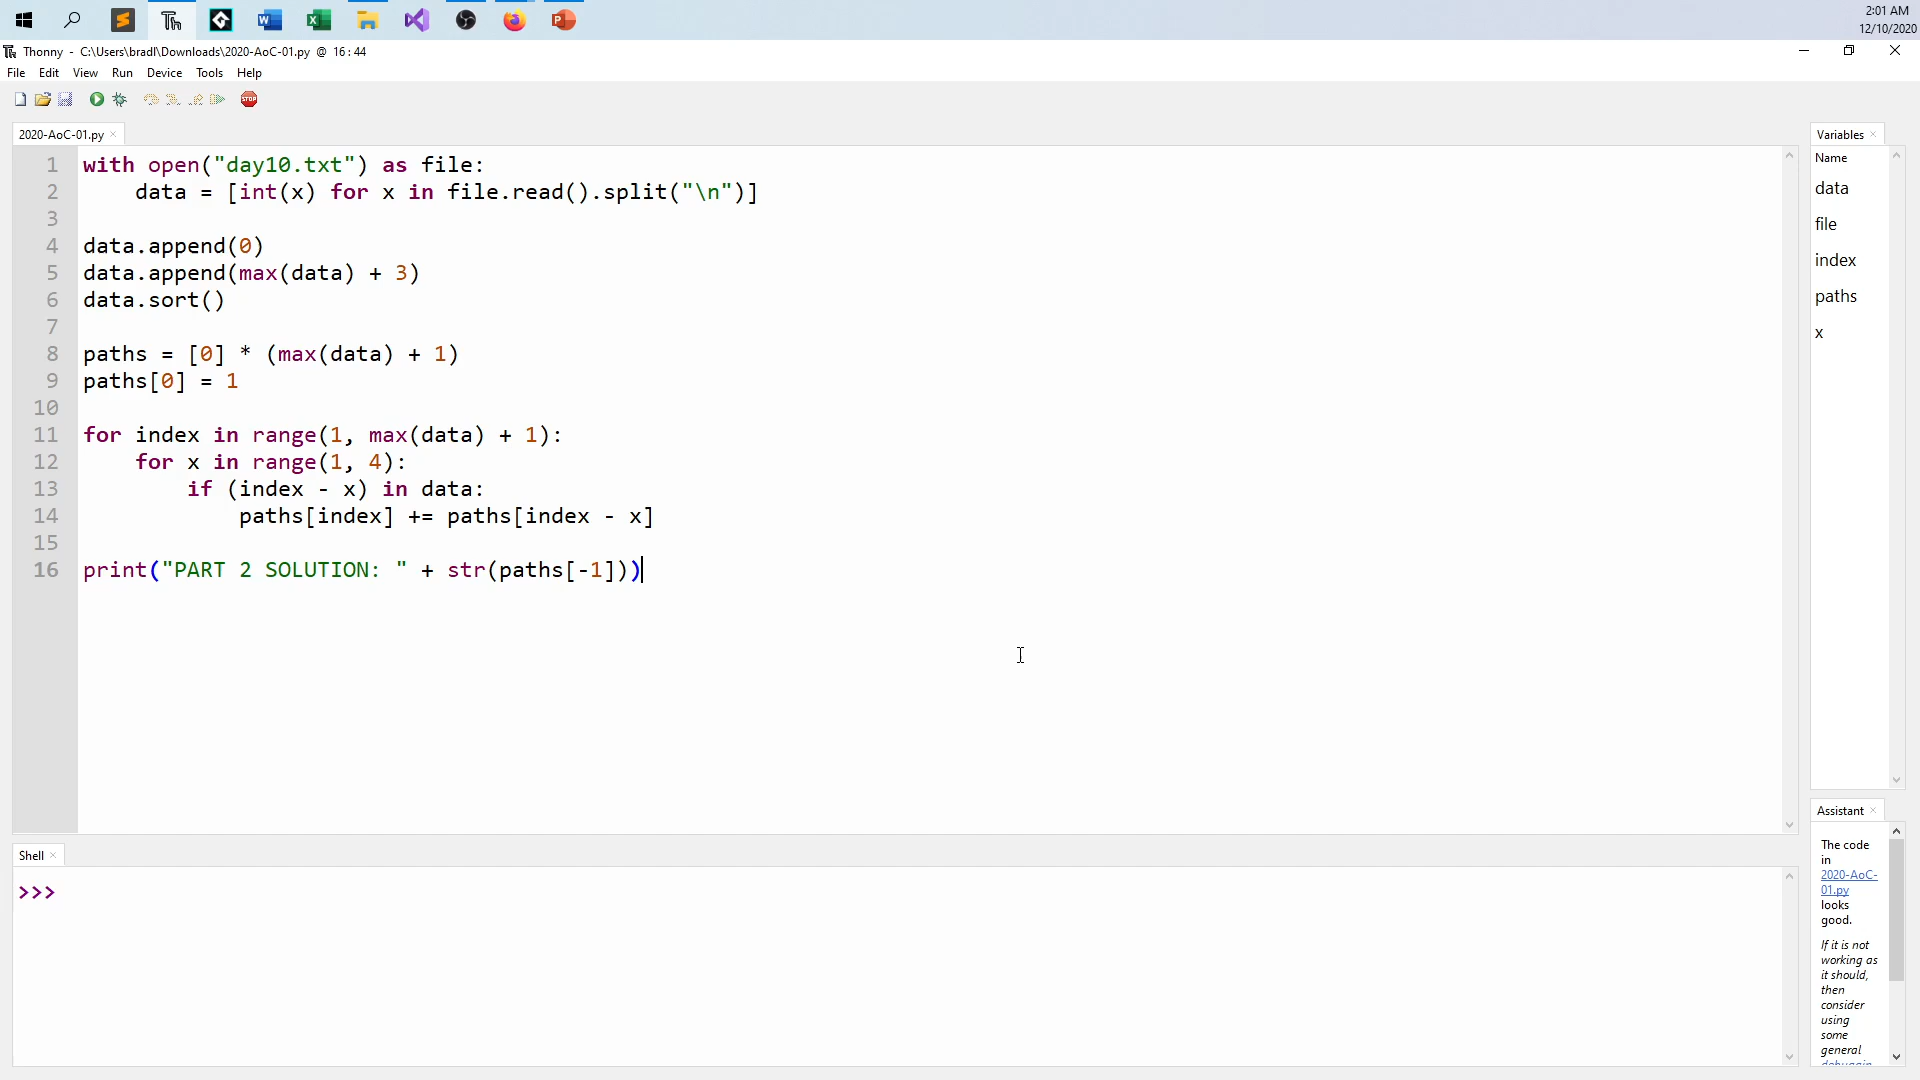 2:01 AM
12/10/2020
Thonny - C:\Users\bradl\Downloads\2020-AoC-01.py @ 16:44
File Edit View Run Device Tools Help
STOP
2020-AoC-01.py
1 with open("day10.txt") as file:
2     data = [int(x) for x in file.read().split("\n")]
3
4 data.append(0)
5 data.append(max(data) + 3)
6 data.sort()
7
8 paths = [0] * (max(data) + 1)
9 paths[0] = 1
10
11 for index in range(1, max(data) + 1):
12     for x in range(1, 4):
13         if (index - x) in data:
14             paths[index] += paths[index - x]
15
16 print("PART 2 SOLUTION: " + str(paths[-1]))
Variables
Name
data
file
index
paths
x
Shell
>>>
Assistant
The code
in
2020-AoC-
01.py
looks
good.
If it is not
working as
it should,
then
consider
using
some
general
debuggin